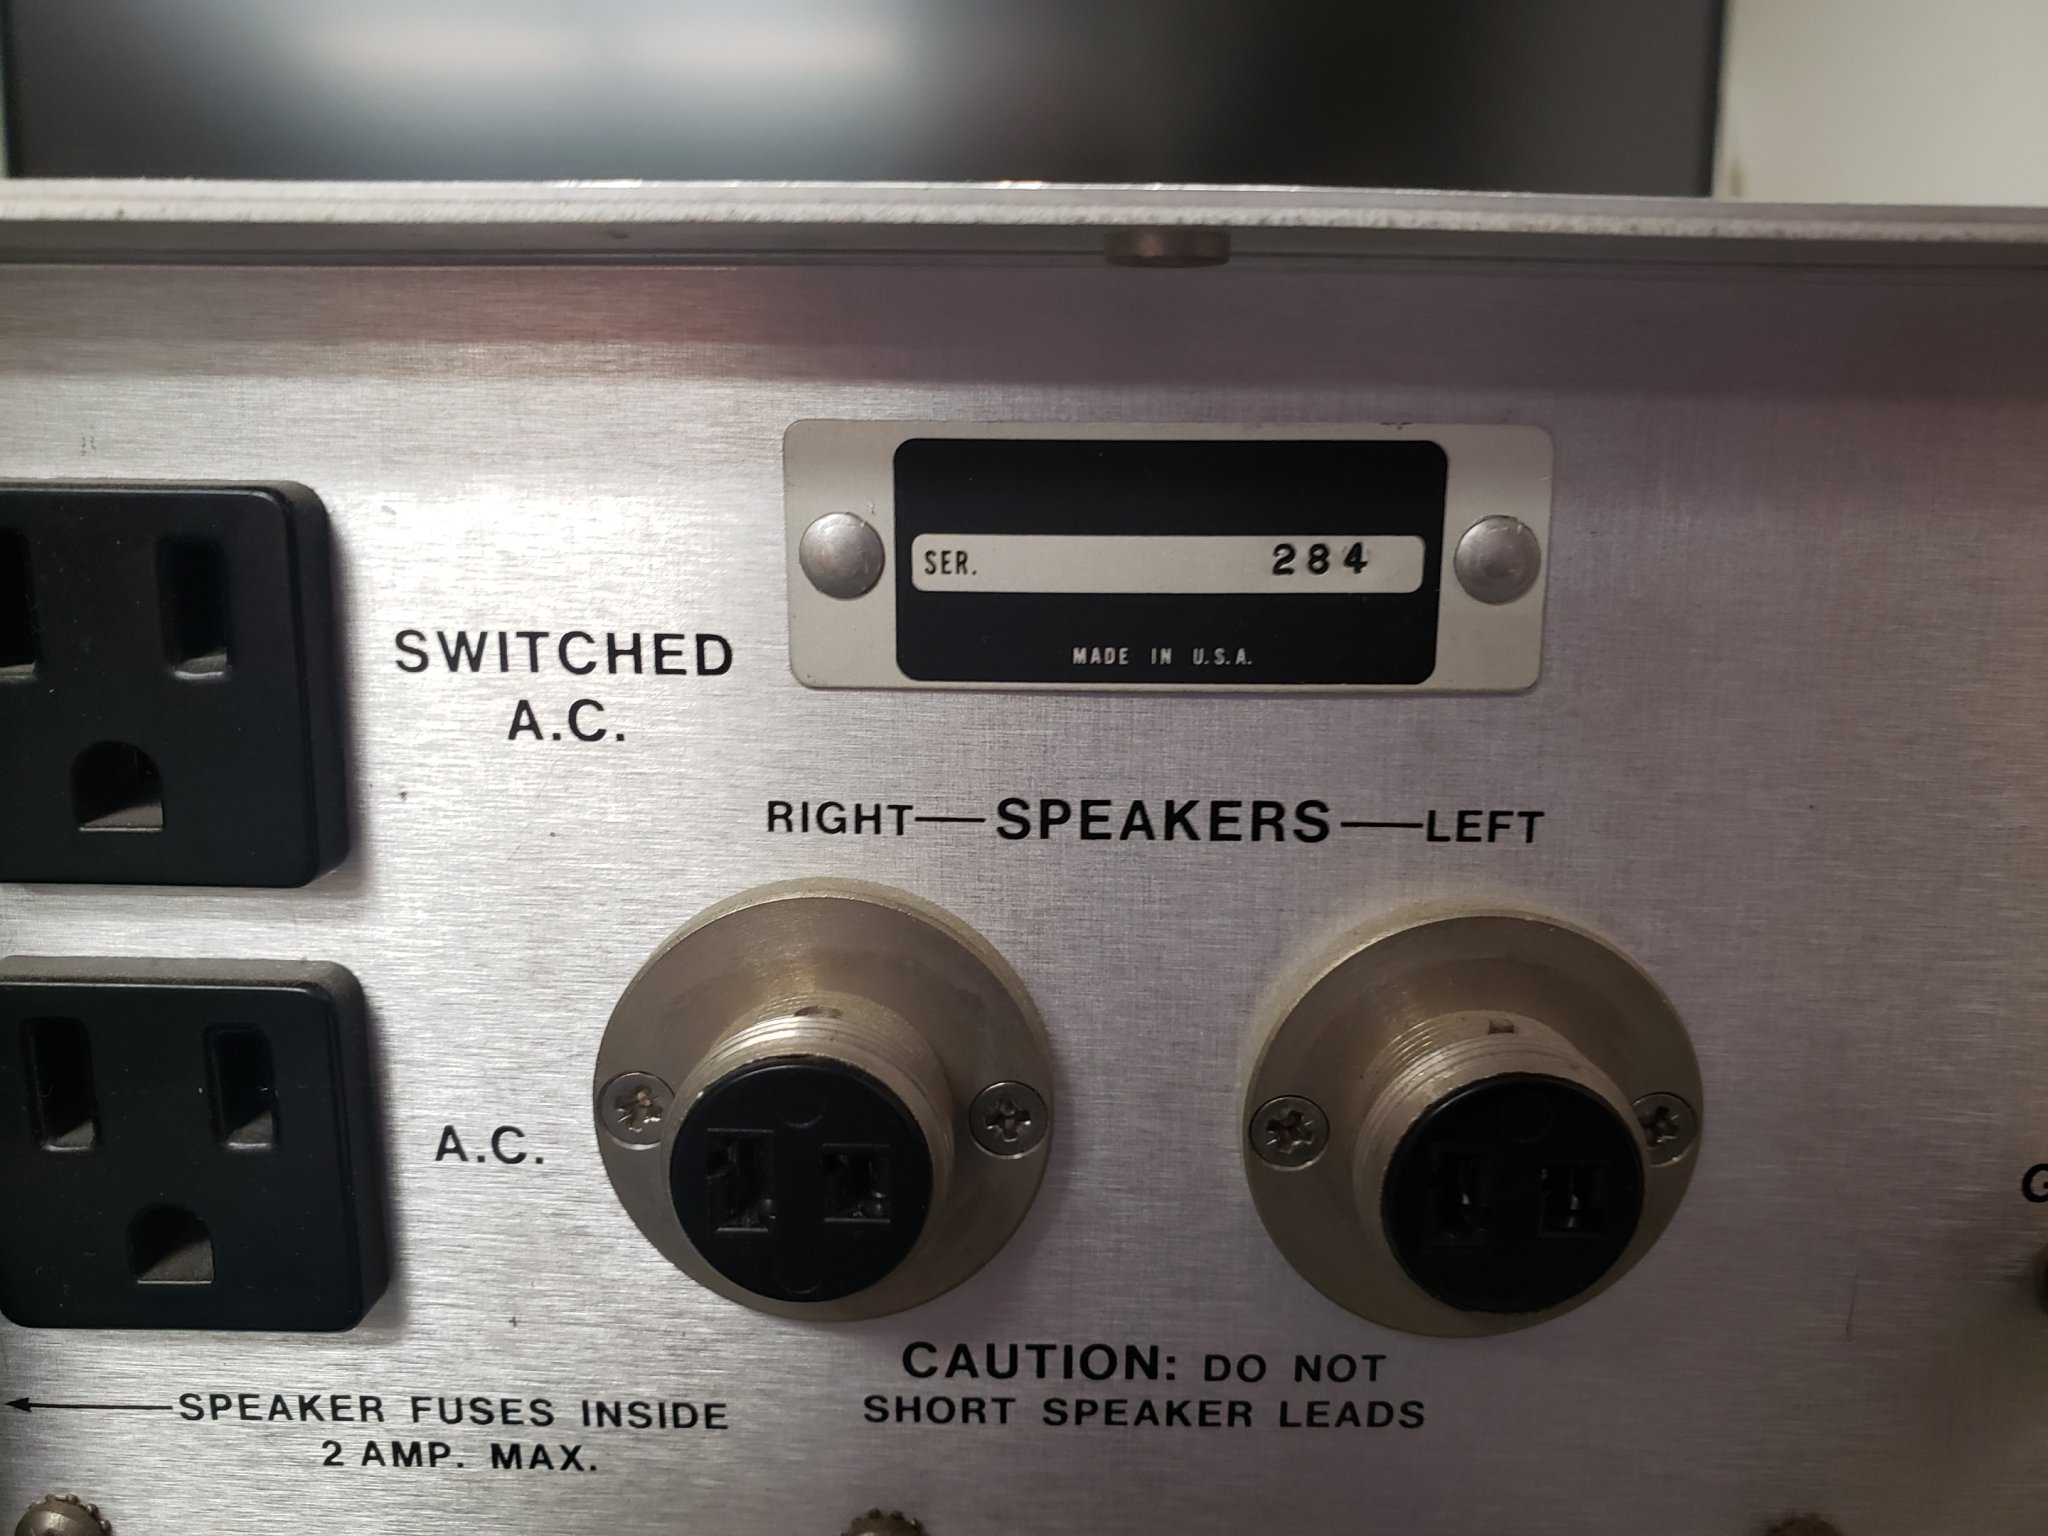 SER. 284
MADE IN U.S.A.
SWITCHED
A.C.
RIGHT—SPEAKERS—LEFT
A.C.
G
CAUTION: DO NOT
SHORT SPEAKER LEADS
SPEAKER FUSES INSIDE
2 AMP. MAX.